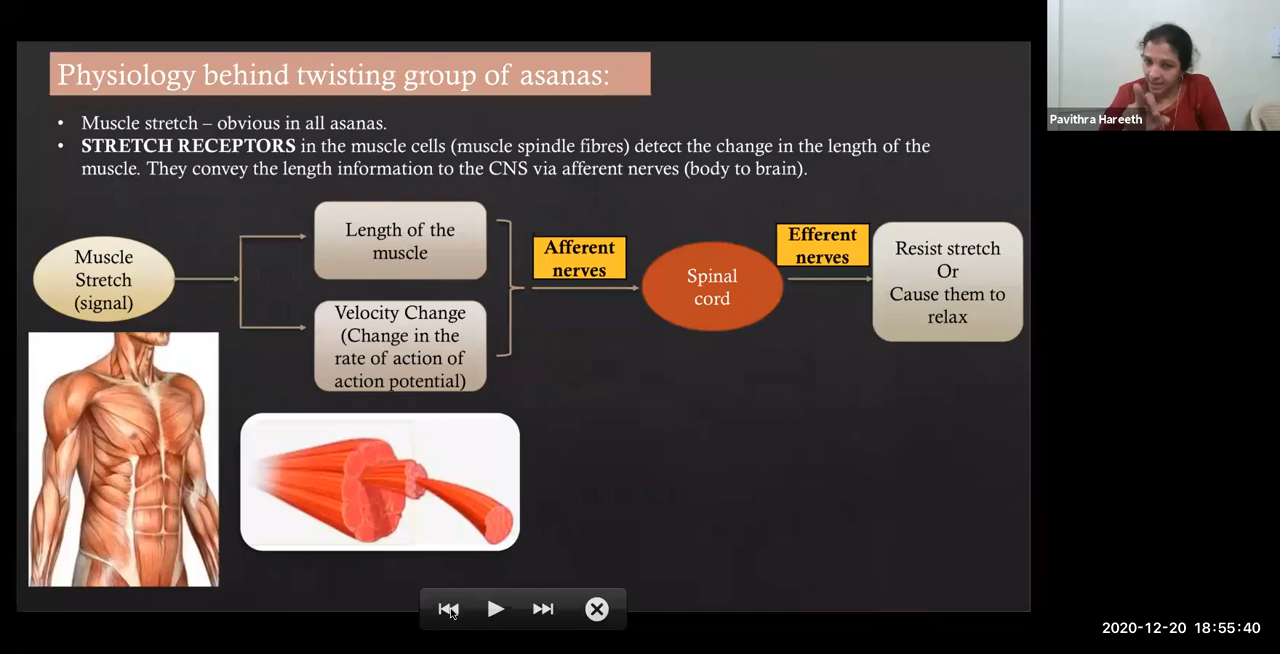 Physiology behind twisting group of asanas:
• Muscle stretch – obvious in all asanas.
• STRETCH RECEPTORS in the muscle cells (muscle spindle fibres) detect the change in the length of the
muscle. They convey the length information to the CNS via afferent nerves (body to brain).
Muscle
Stretch
(signal)
Length of the
muscle
Velocity Change
(Change in the
rate of action of
action potential)
Afferent
nerves
Spinal
cord
Efferent
nerves
Resist stretch
Or
Cause them to
relax
Pavithra Hareeth
2020-12-20 18:55:40